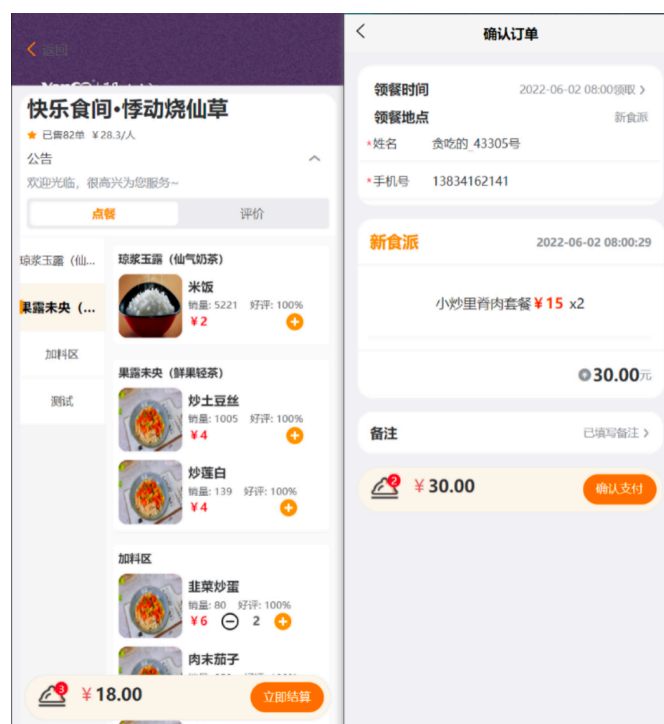 返回
快乐食间•悸动烧仙草
已售82单 ¥28.3/人
公告
欢迎光临，很高兴为您服务~
点餐
评价
琼浆玉露（仙...
果露未央（...
加料区
测试
琼浆玉露（仙气奶茶）
米饭
销量: 5221 好评: 100%
¥2
果露未央（鲜果轻茶）
炒土豆丝
销量: 1005 好评: 100%
¥4
炒莲白
销量: 139 好评: 100%
¥4
加料区
韭菜炒蛋
销量: 80 好评: 100%
¥6 2
肉末茄子
3
¥18.00
立即结算
确认订单
领餐时间
2022-06-02 08:00领取
领餐地点
新食派
*姓名 贪吃的_43305号
*手机号 13834162141
新食派
2022-06-02 08:00:29
小炒里脊肉套餐¥15 x2
30.00元
备注
已填写备注
2
¥30.00
确认支付